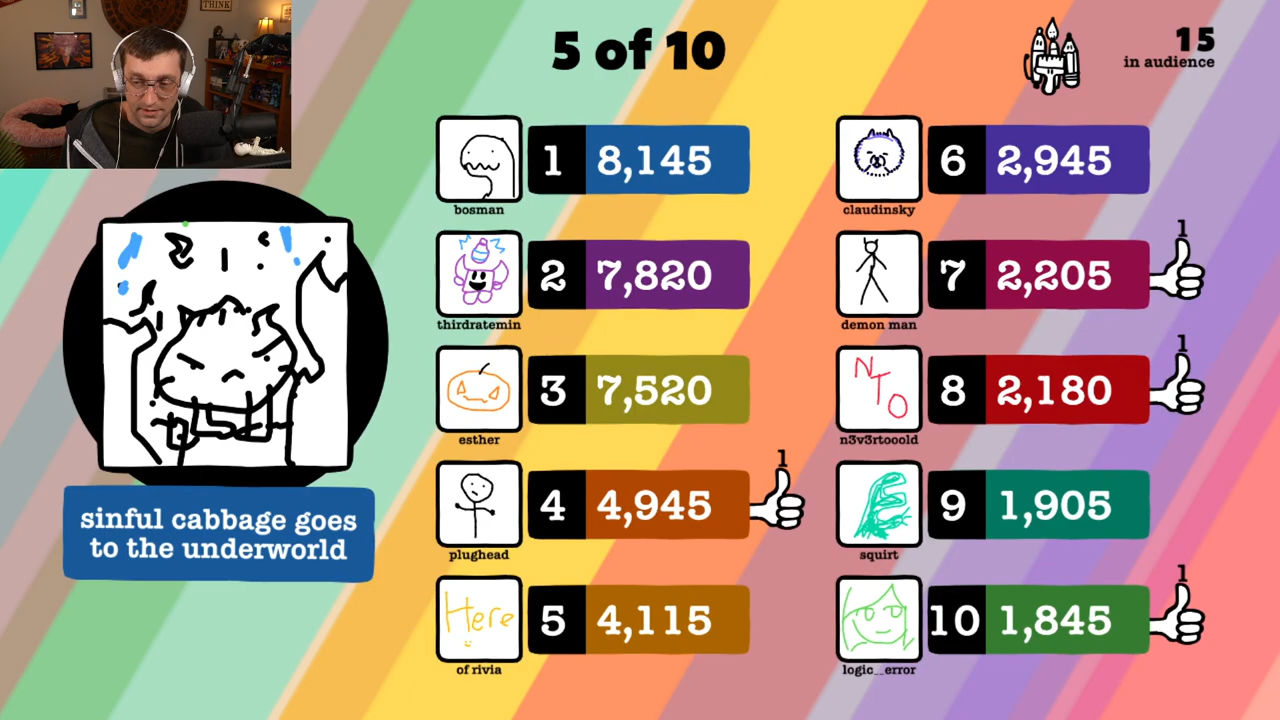 THINK
5 of 10
15
in audience
1 8,145
bosman
2 7,820
thirdratemin
3 7,520
esther
4 4,945
1
plughead
Here
5 4,115
of rivia
6 2,945
claudinsky
7 2,205
1
demon man
NTO
8 2,180
1
n3v3rtooold
9 1,905
squirt
10 1,845
1
logic_error
sinful cabbage goes
to the underworld